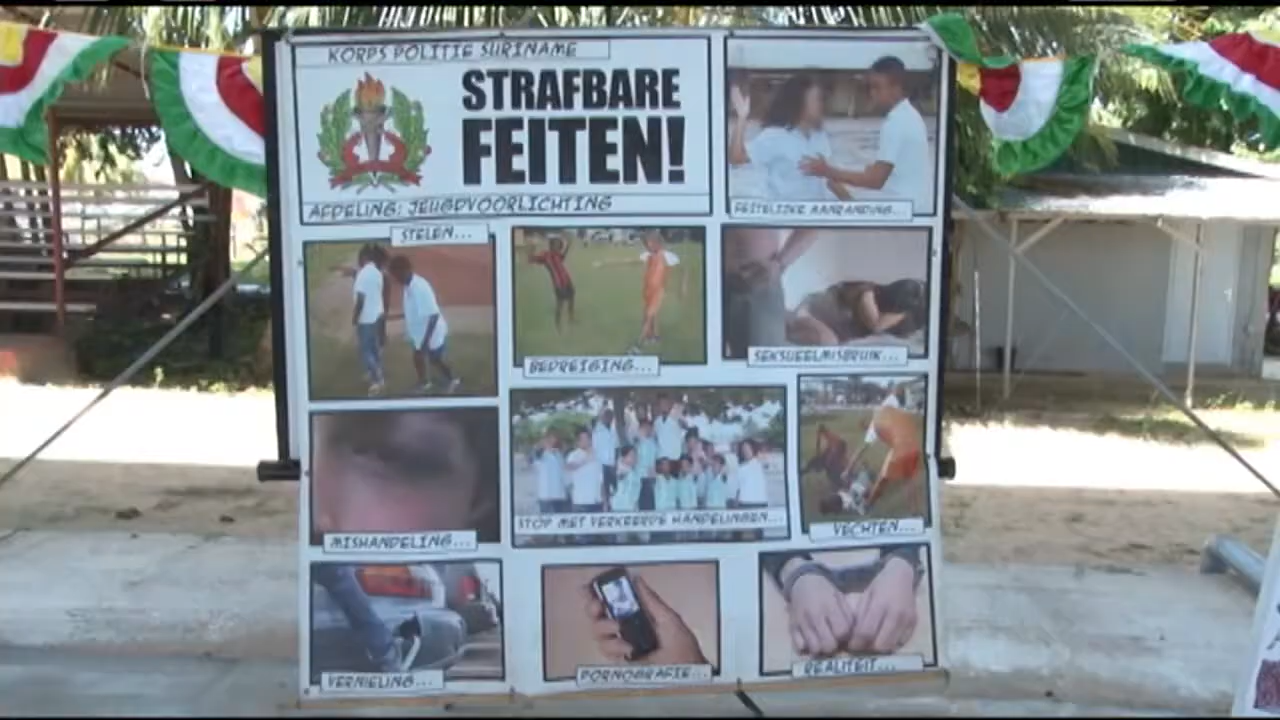 KORPS POLITIE SURINAME
STRAFBARE
FEITEN!
AFDELING: JEUGDVOORLICHTING
FEITELIJKE AANRANDING...
STELEN...
BEDREIGING...
SEKSUEELMISBRUIK...
MISHANDELING...
STOP MET VERKEERDE HANDELINGEN...
VECHTEN...
VERNIELING...
PORNOGRAFIE...
REALITEIT...